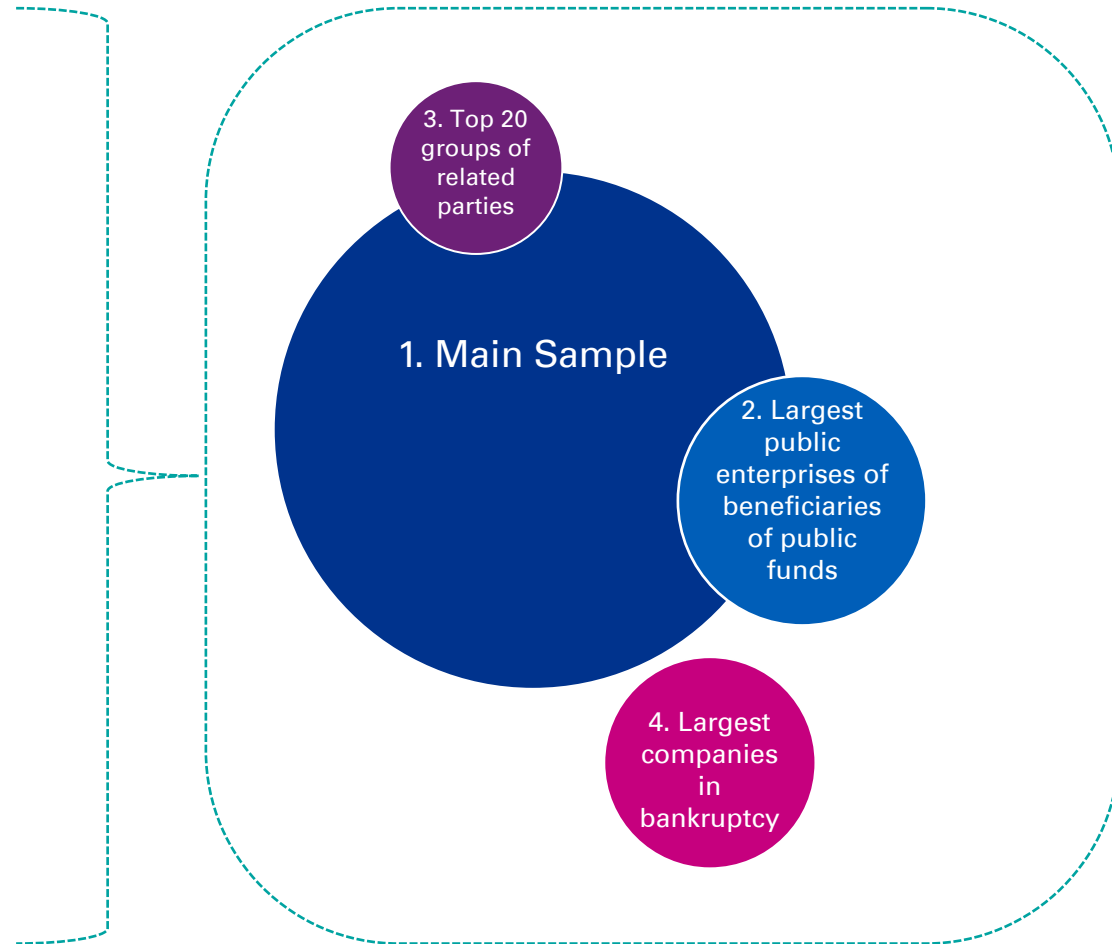 3. Top 20
groups of
related
parties
1. Main Sample
2. Largest
public
enterprises of
beneficiaries
of public
funds
4. Largest
companies
in
bankruptcy